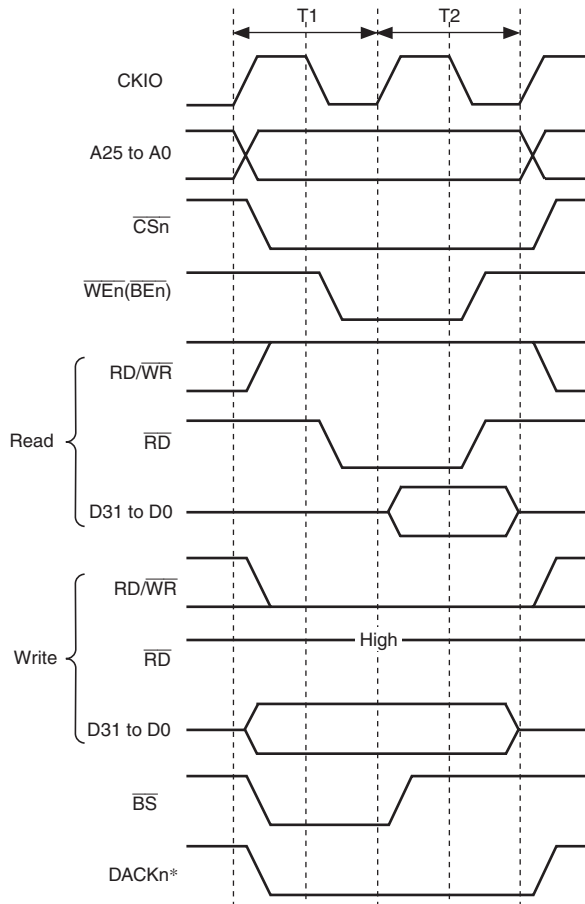 T1 T2
CKIO
A25 to A0
CSn
WEn(BEn)
RD/WR
Read
RD
D31 to D0
RD/WR
High
Write
RD
D31 to D0
BS
DACKn*